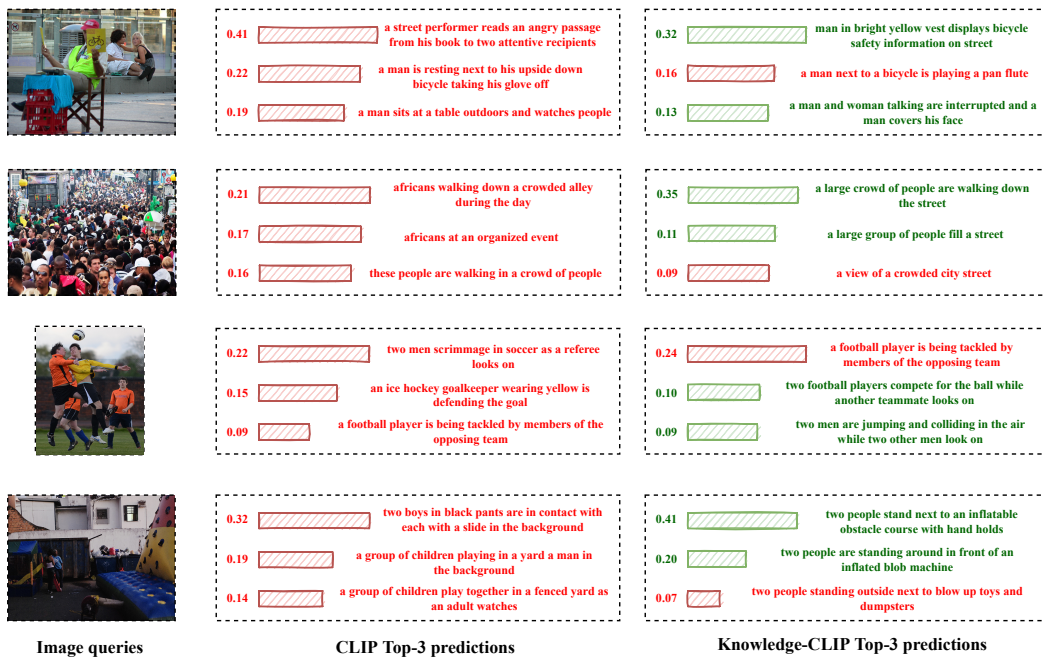 0.41
a street performer reads an angry passage
from his book to two attentive recipients
0.22
a man is resting next to his upside down
bicycle taking his glove off
0.19
a man sits at a table outdoors and watches people
0.32
man in bright yellow vest displays bicycle
safety information on street
0.16
a man next to a bicycle is playing a pan flute
0.13
a man and woman talking are interrupted and a
man covers his face
0.21
africans walking down a crowded alley
during the day
0.17
africans at an organized event
0.16
these people are walking in a crowd of people
0.35
a large crowd of people are walking down
the street
0.11
a large group of people fill a street
0.09
a view of a crowded city street
0.22
two men scrimmage in soccer as a referee
looks on
0.15
an ice hockey goalkeeper wearing yellow is
defending the goal
0.09
a football player is being tackled by members of the
opposing team
0.24
a football player is being tackled by
members of the opposing team
0.10
two football players compete for the ball while
another teammate looks on
0.09
two men are jumping and colliding in the air
while two other men look on
0.32
two boys in black pants are in contact with
each with a slide in the background
0.19
a group of children playing in a yard a man in
the background
0.14
a group of children play together in a fenced yard as
an adult watches
0.41
two people stand next to an inflatable
obstacle course with hand holds
0.20
two people are standing around in front of an
inflated blob machine
0.07
two people standing outside next to blow up toys and
dumpsters
Image queries
CLIP Top-3 predictions
Knowledge-CLIP Top-3 predictions